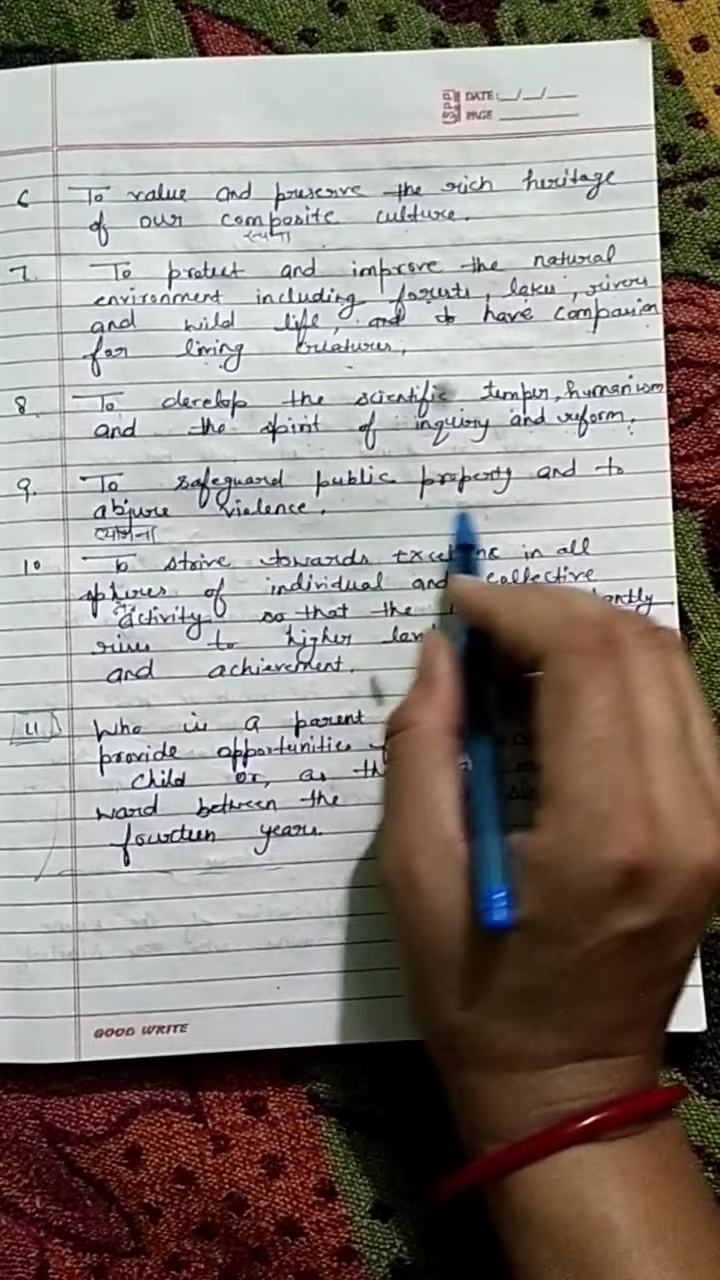 DATE: __/__/__
PAGE
6 To value and preserve the rich heritage
of our composite culture.
7. To protect and improve the natural
environment including forests, lakes, rivers
and wild life, and to have compassion
for living creatures,
8. To develop the scientific temper, humanism
and the spirit of inquiry and reform.
9. To safeguard public property and to
abjure violence.
त्यागना
10 To strive towards in all
spheres of individual and collective
activity so that the
rises to higher
and achievement.
11 Who is a parent
provide opportunities
child or, as
ward between the
fourteen years.
GOOD WRITE